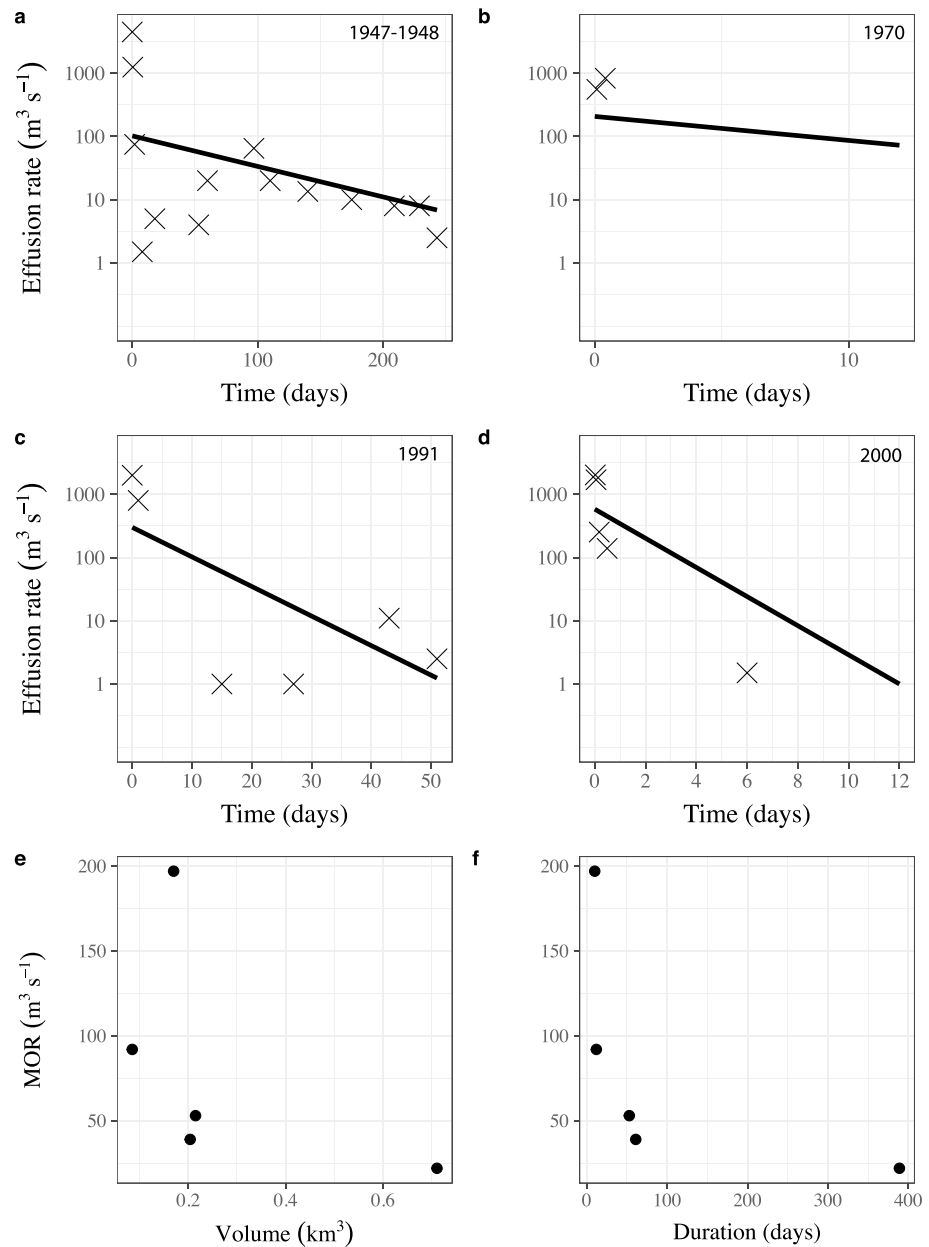 a
1947-1948
Effusion rate (m³ s⁻¹)
1000
100
10
1
0 100 200
Time (days)
b
1970
1000
100
10
1
0 10
Time (days)
c
1991
Effusion rate (m³ s⁻¹)
1000
100
10
1
0 10 20 30 40 50
Time (days)
d
2000
1000
100
10
1
0 2 4 6 8 10 12
Time (days)
e
MOR (m³ s⁻¹)
200
150
100
50
0.2 0.4 0.6
Volume (km³)
f
200
150
100
50
0 100 200 300 400
Duration (days)